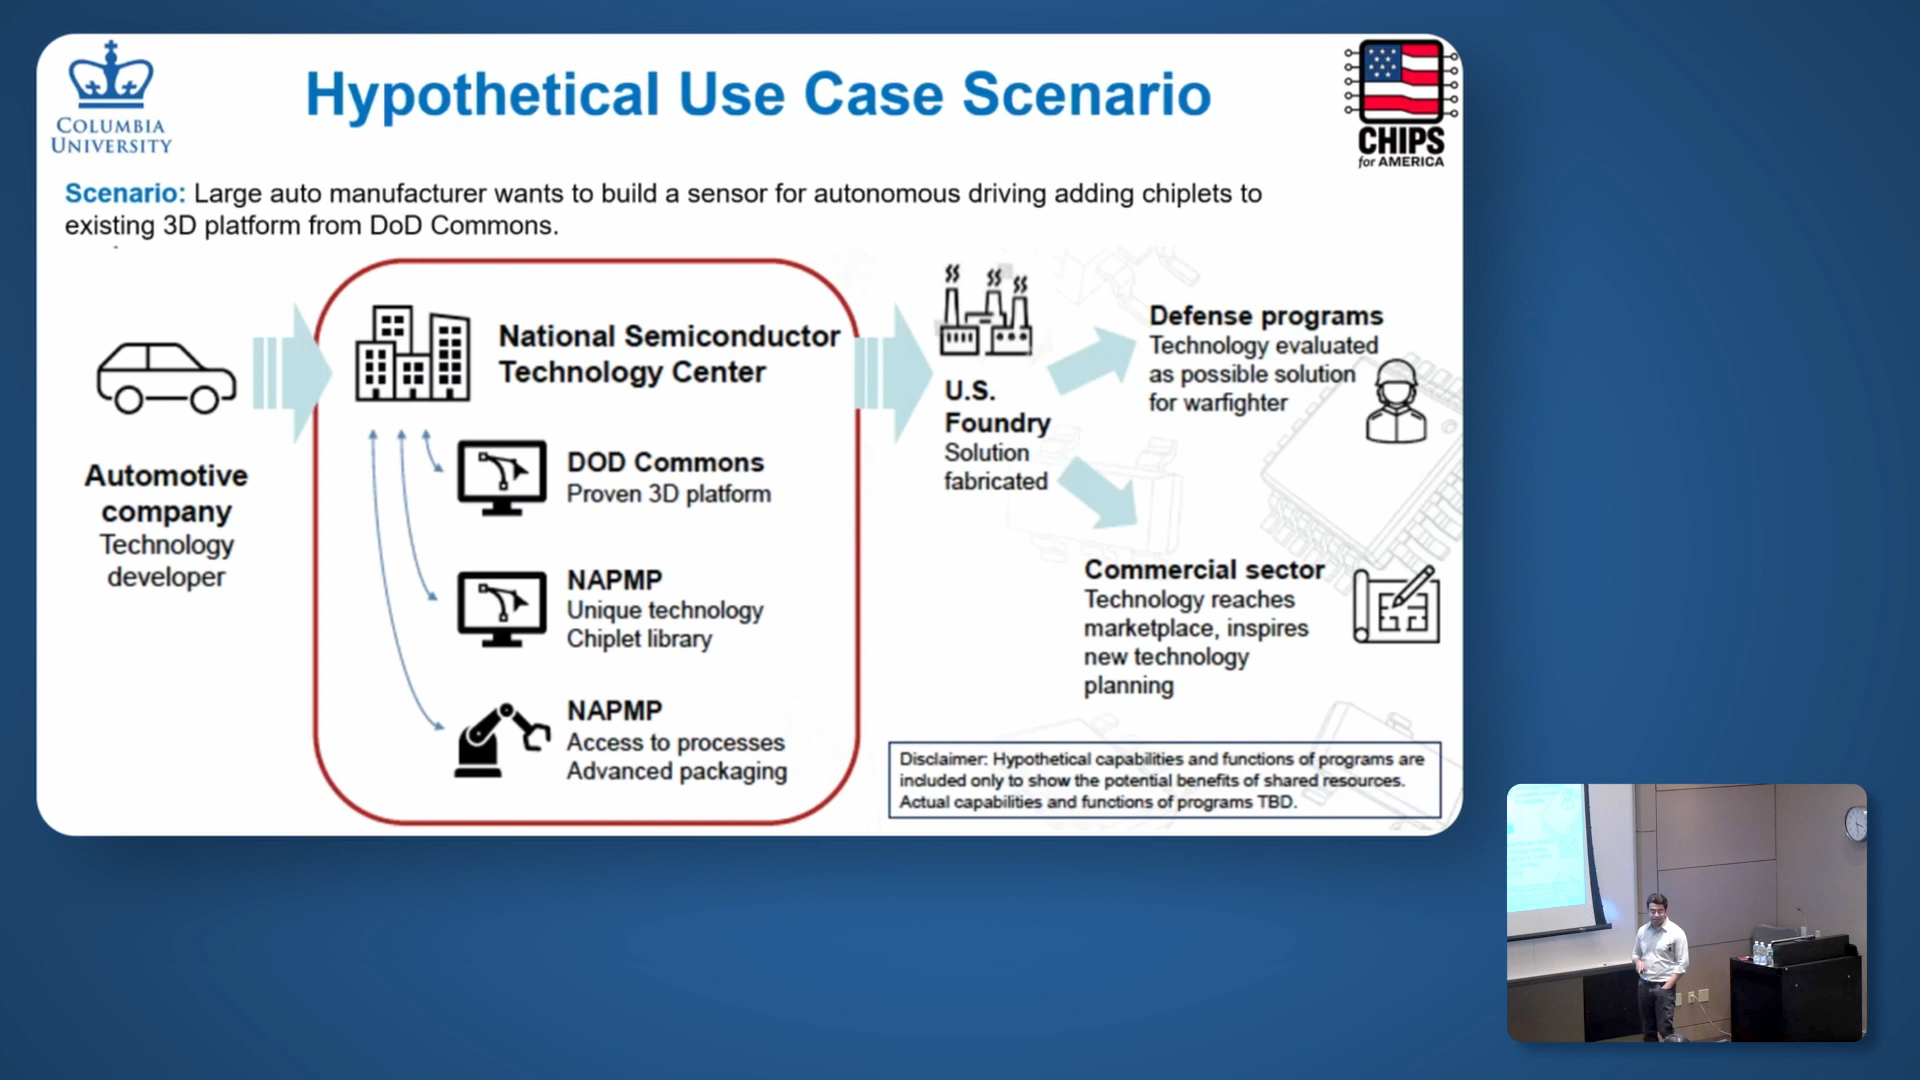 COLUMBIA
UNIVERSITY
Hypothetical Use Case Scenario
CHIPS
for AMERICA
Scenario: Large auto manufacturer wants to build a sensor for autonomous driving adding chiplets to
existing 3D platform from DoD Commons.
Automotive
company
Technology
developer
National Semiconductor
Technology Center
DOD Commons
Proven 3D platform
NAPMP
Unique technology
Chiplet library
NAPMP
Access to processes
Advanced packaging
U.S.
Foundry
Solution
fabricated
Defense programs
Technology evaluated
as possible solution
for warfighter
Commercial sector
Technology reaches
marketplace, inspires
new technology
planning
Disclaimer: Hypothetical capabilities and functions of programs are
included only to show the potential benefits of shared resources.
Actual capabilities and functions of programs TBD.